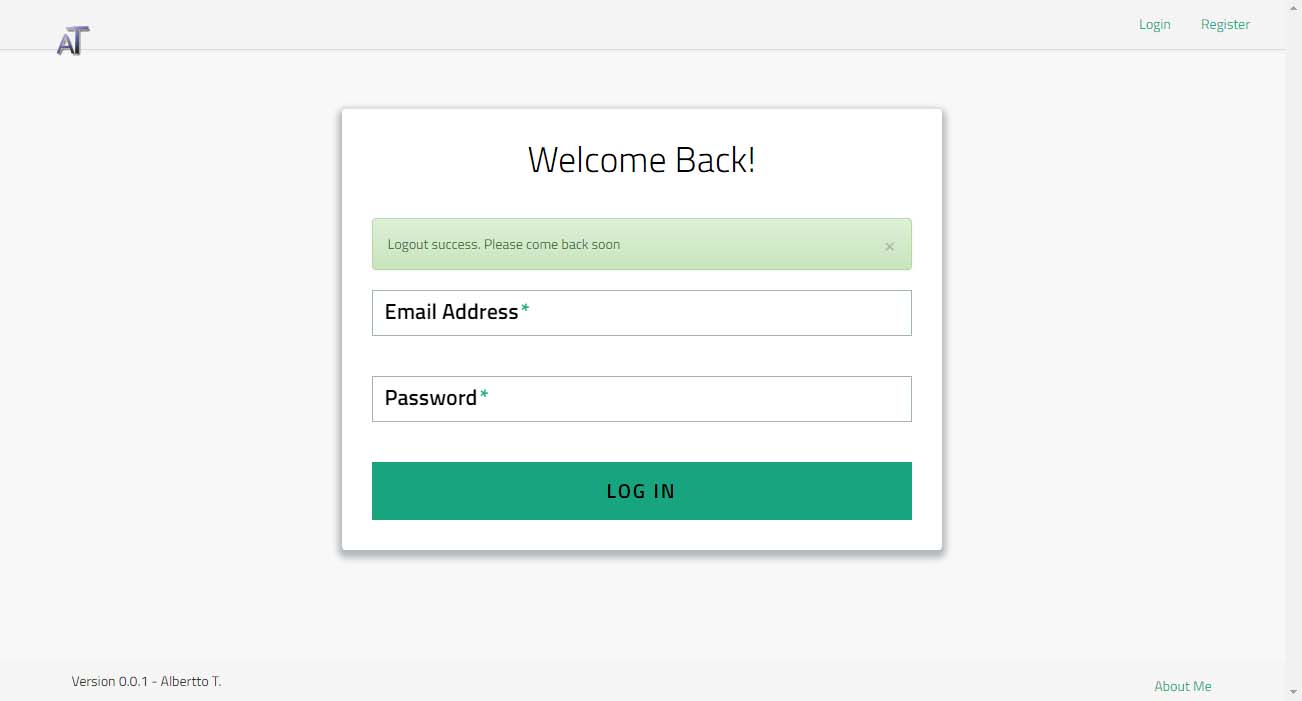 AT
Login Register
Welcome Back!
Logout success. Please come back soon ×
Email Address*
Password*
LOG IN
Version 0.0.1 - Albertto T.
About Me